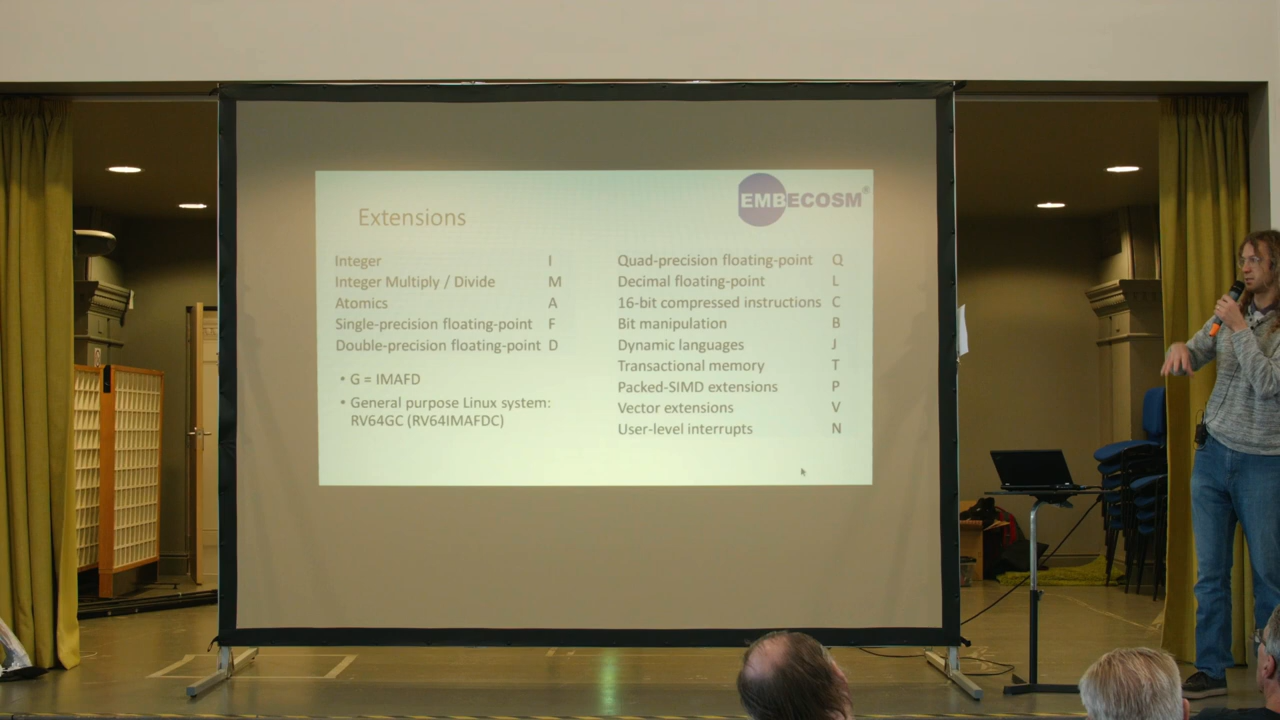 EMBECOSM®
Extensions
Integer I
Integer Multiply / Divide M
Atomics A
Single-precision floating-point F
Double-precision floating-point D
• G = IMAFD
• General purpose Linux system:
RV64GC (RV64IMAFDC)
Quad-precision floating-point Q
Decimal floating-point L
16-bit compressed instructions C
Bit manipulation B
Dynamic languages J
Transactional memory T
Packed-SIMD extensions P
Vector extensions V
User-level interrupts N